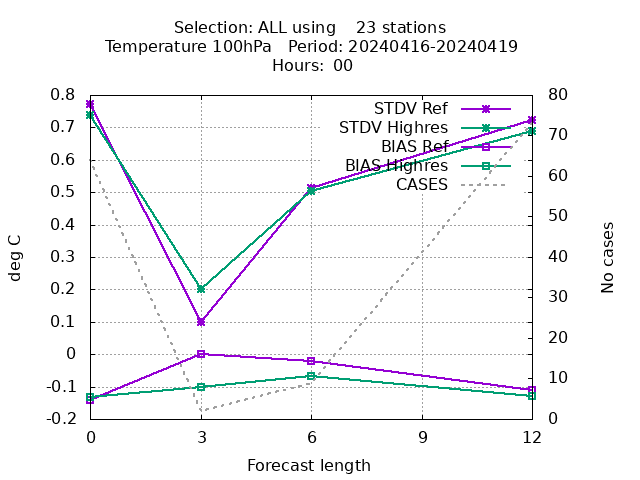 Selection: ALL using    23 stations
Temperature 100hPa   Period: 20240416-20240419
Hours:  00
0.8
0.7
0.6
0.5
0.4
0.3
0.2
0.1
0
-0.1
-0.2
80
70
60
50
40
30
20
10
0
STDV Ref
STDV Highres
BIAS Ref
BIAS Highres
CASES
deg C
No cases
0 3 6 9 12
Forecast length